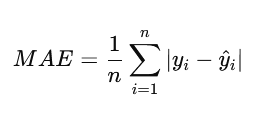 MAE = \frac{1}{n} \sum_{i=1}^{n} |y_i - \hat{y}_i|